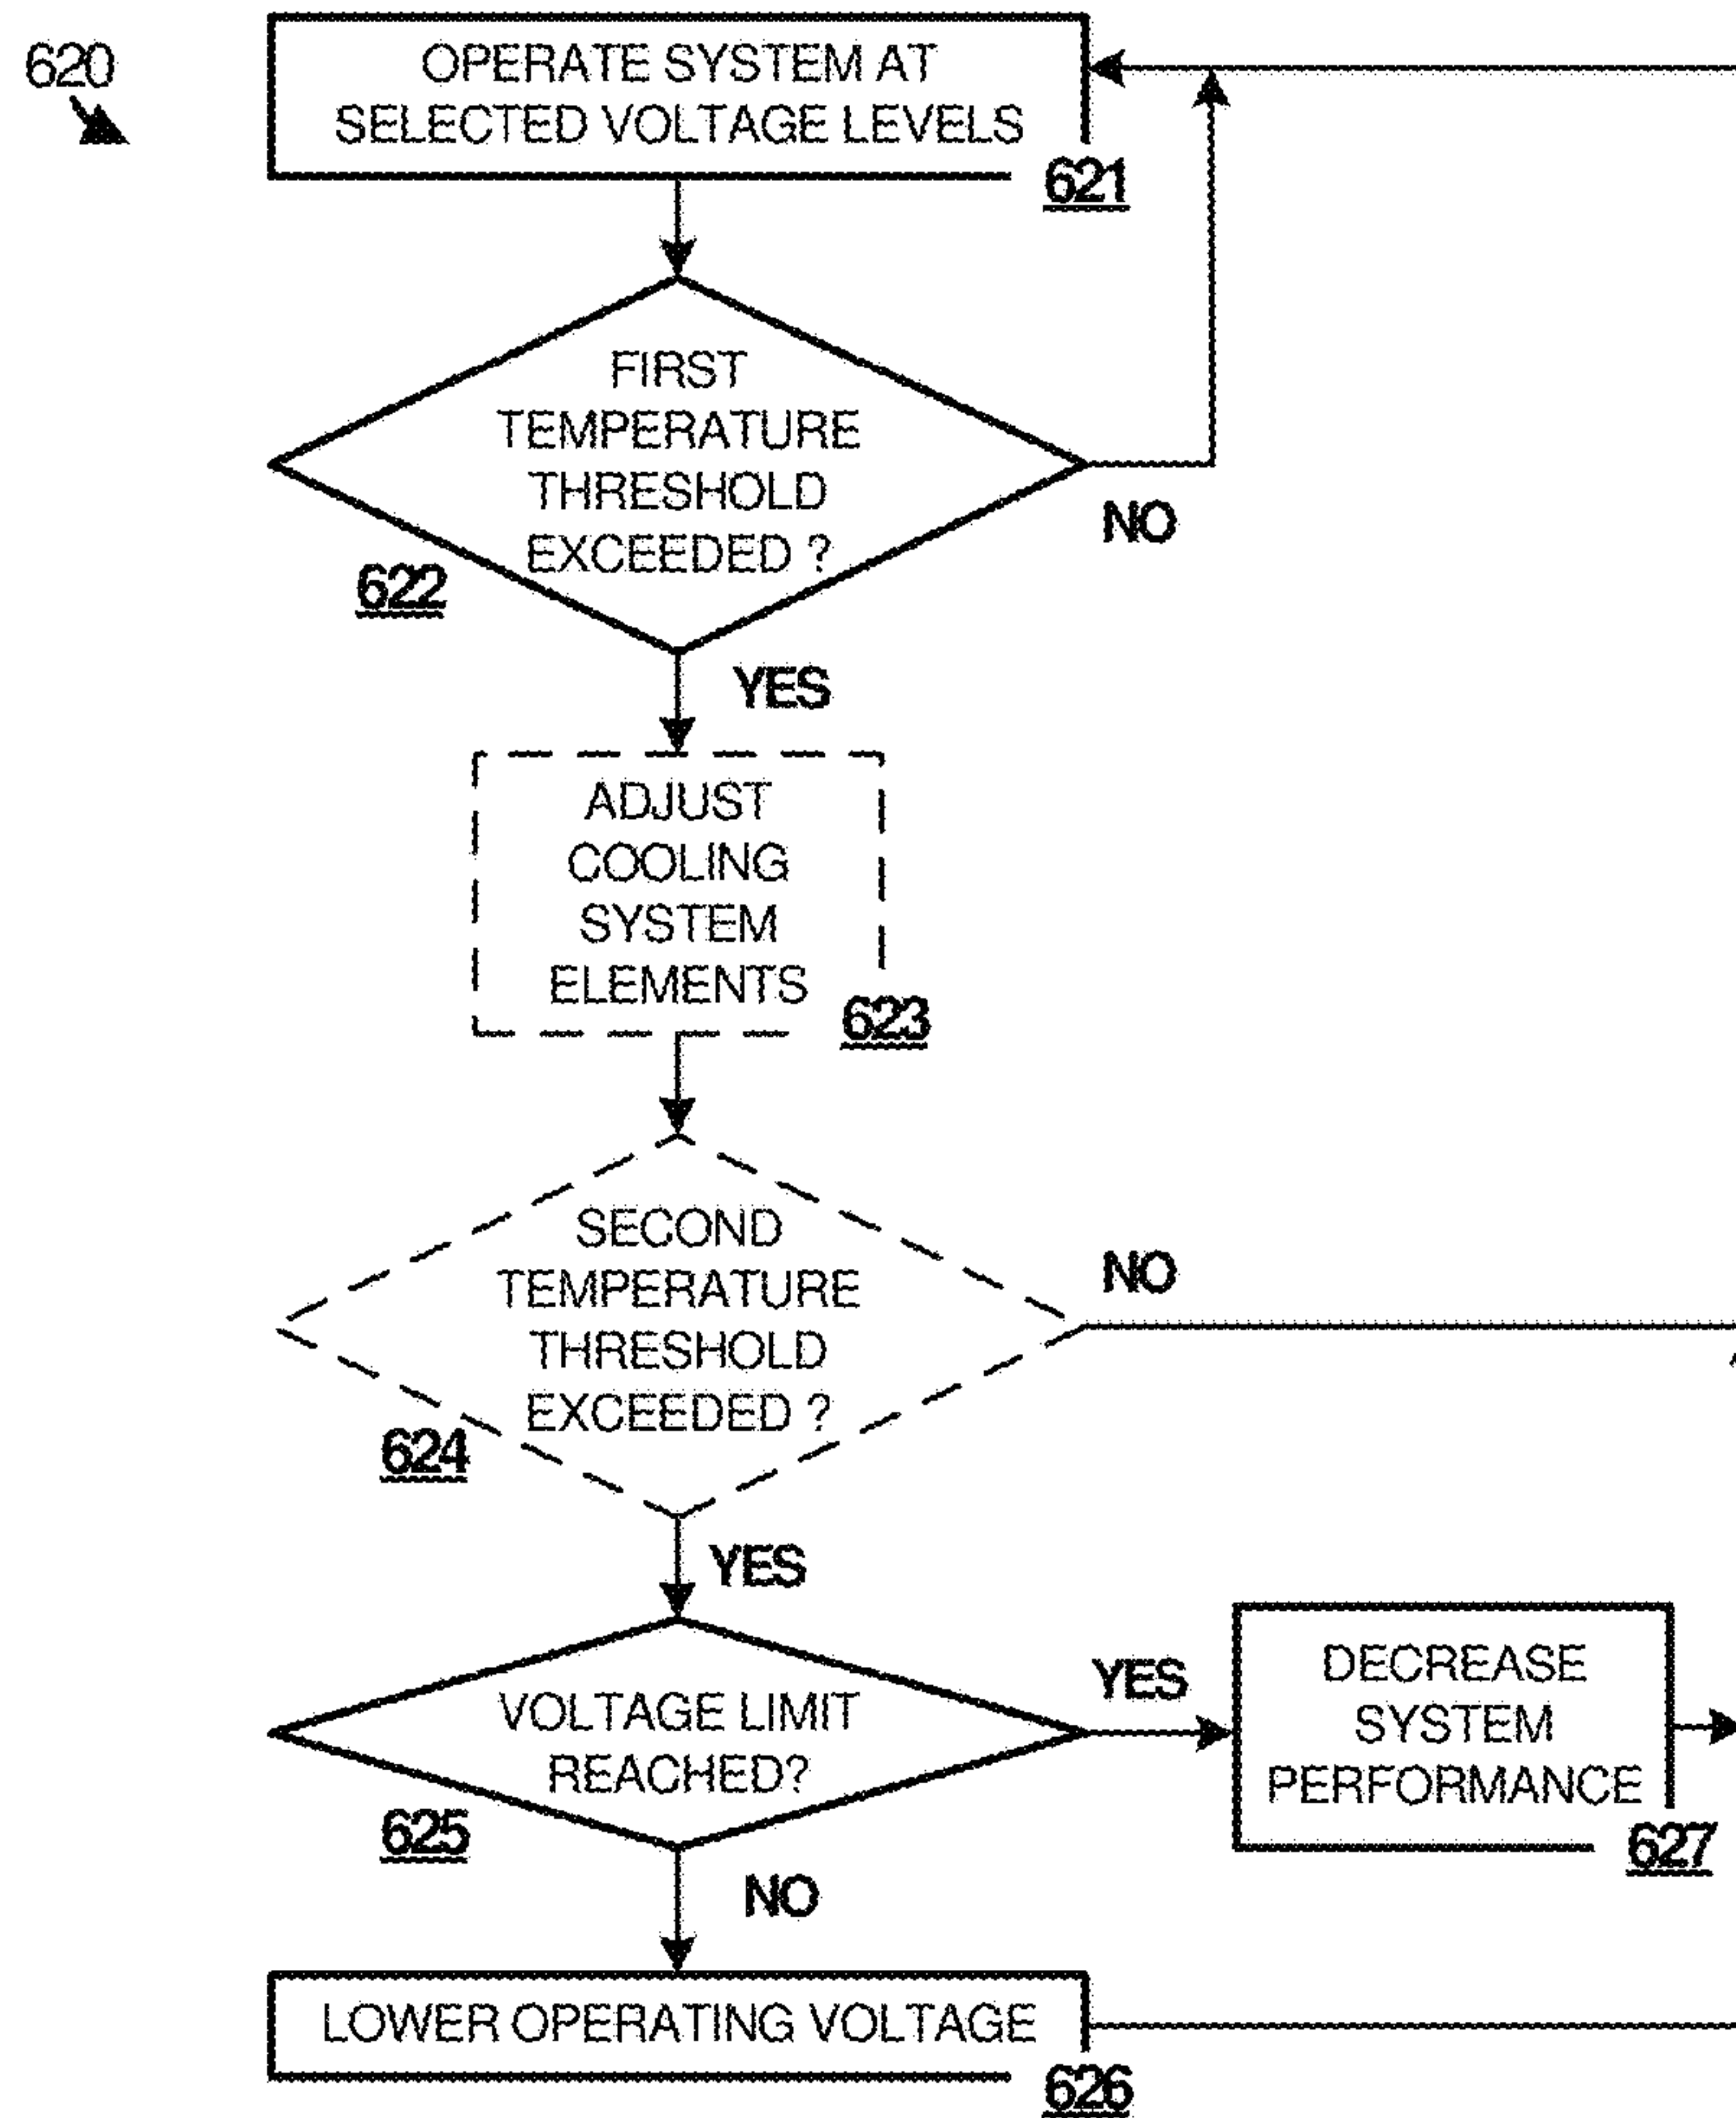 620
OPERATE SYSTEM AT
SELECTED VOLTAGE LEVELS
621
FIRST
TEMPERATURE
THRESHOLD
EXCEEDED ?
622
NO
YES
ADJUST
COOLING
SYSTEM
ELEMENTS
623
SECOND
TEMPERATURE
THRESHOLD
EXCEEDED ?
624
NO
YES
VOLTAGE LIMIT
REACHED?
625
YES
DECREASE
SYSTEM
PERFORMANCE
627
NO
LOWER OPERATING VOLTAGE
626